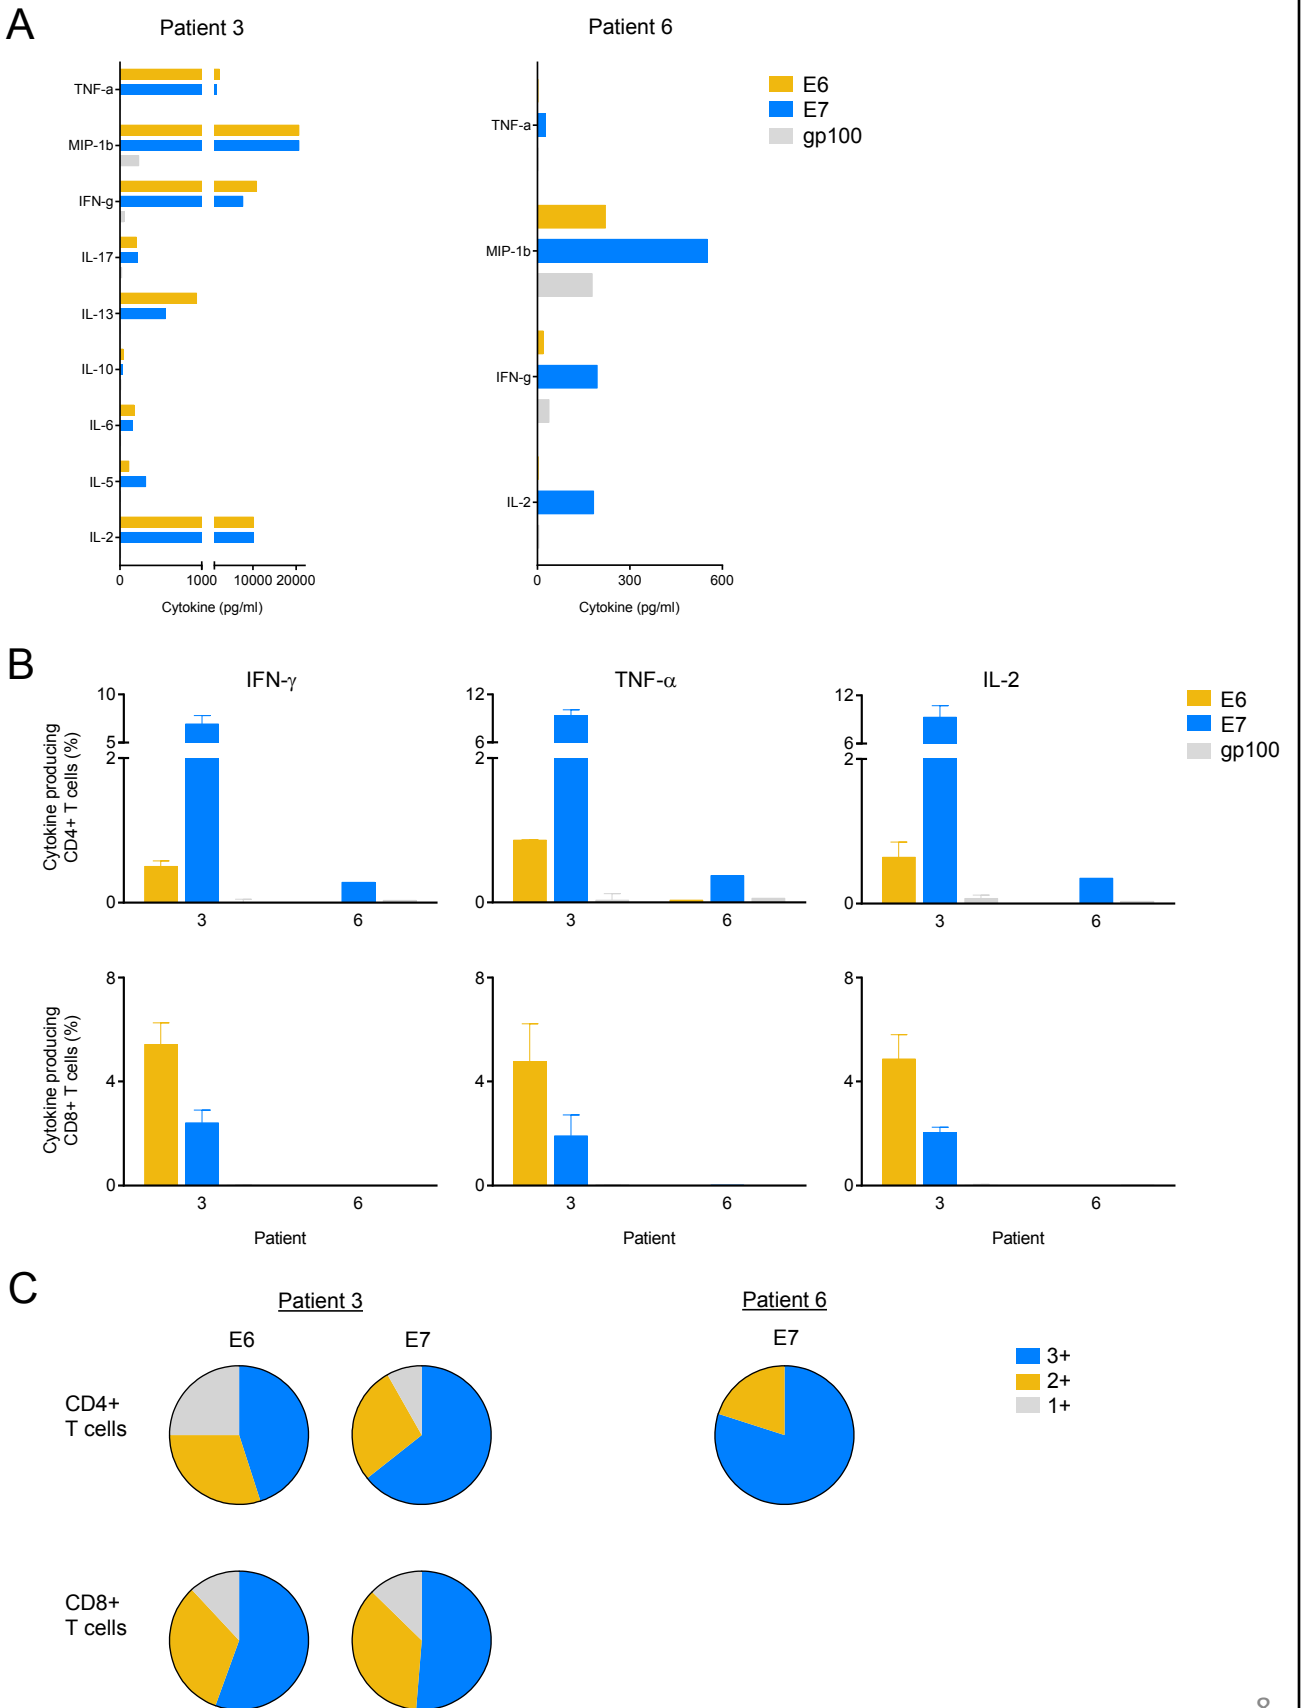 A
Patient 3
Patient 6
E6
E7
gp100
TNF-a
MIP-1b
IFN-g
IL-17
IL-13
IL-10
IL-6
IL-5
IL-2
0 1000 10000 20000
Cytokine (pg/ml)
TNF-a
MIP-1b
IFN-g
IL-2
0 300 600
Cytokine (pg/ml)
B
IFN-γ
TNF-α
IL-2
E6
E7
gp100
Cytokine producing
CD4+ T cells (%)
10
5
2
0
3 6
12
6
2
0
3 6
12
6
2
0
3 6
Cytokine producing
CD8+ T cells (%)
8
4
0
3 6
Patient
8
4
0
3 6
Patient
8
4
0
3 6
Patient
C
Patient 3
Patient 6
E6
E7
E7
3+
2+
1+
CD4+
T cells
CD8+
T cells